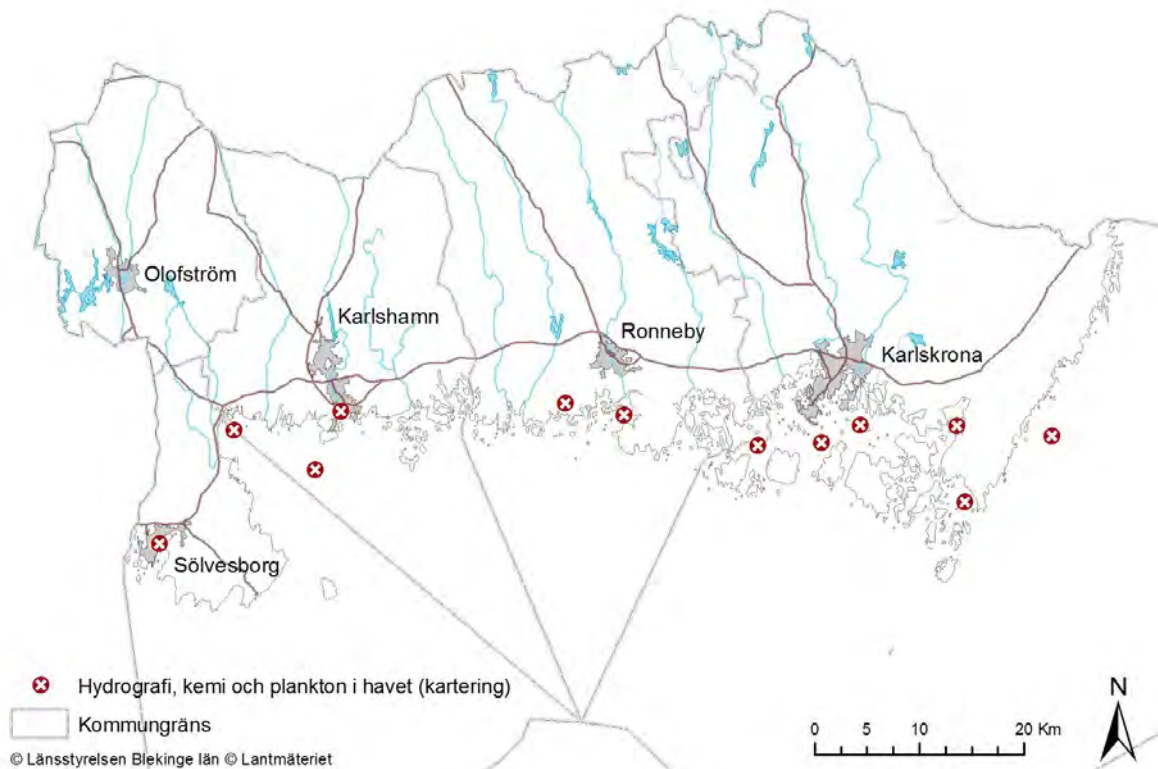 Olofström
Karlshamn
Ronneby
Karlskrona
Sölvesborg
Hydrografi, kemi och plankton i havet (kartering)
Kommungräns
© Länsstyrelsen Blekinge län © Lantmäteriet
0 5 10 20 Km
N